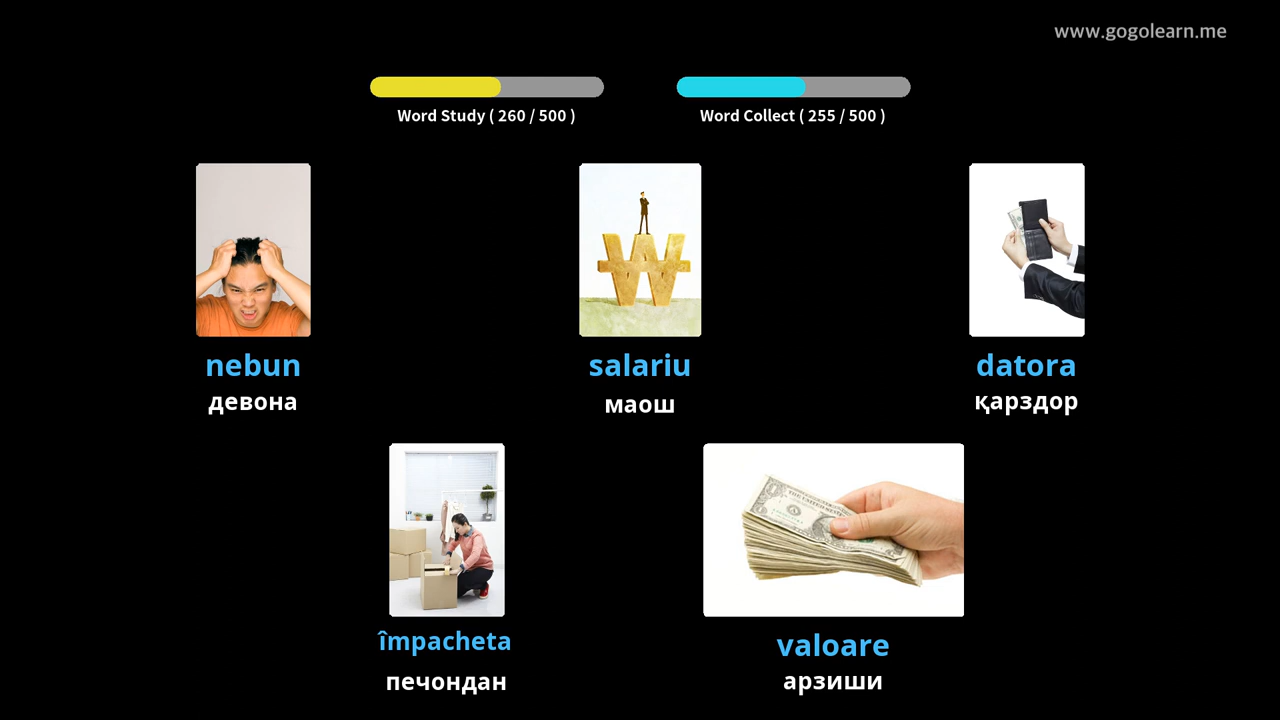 www.gogolearn.me
Word Study ( 260 / 500 )
Word Collect ( 255 / 500 )
nebun
девона
salariu
маош
datora
қарздор
împacheta
печондан
valoare
арзиши